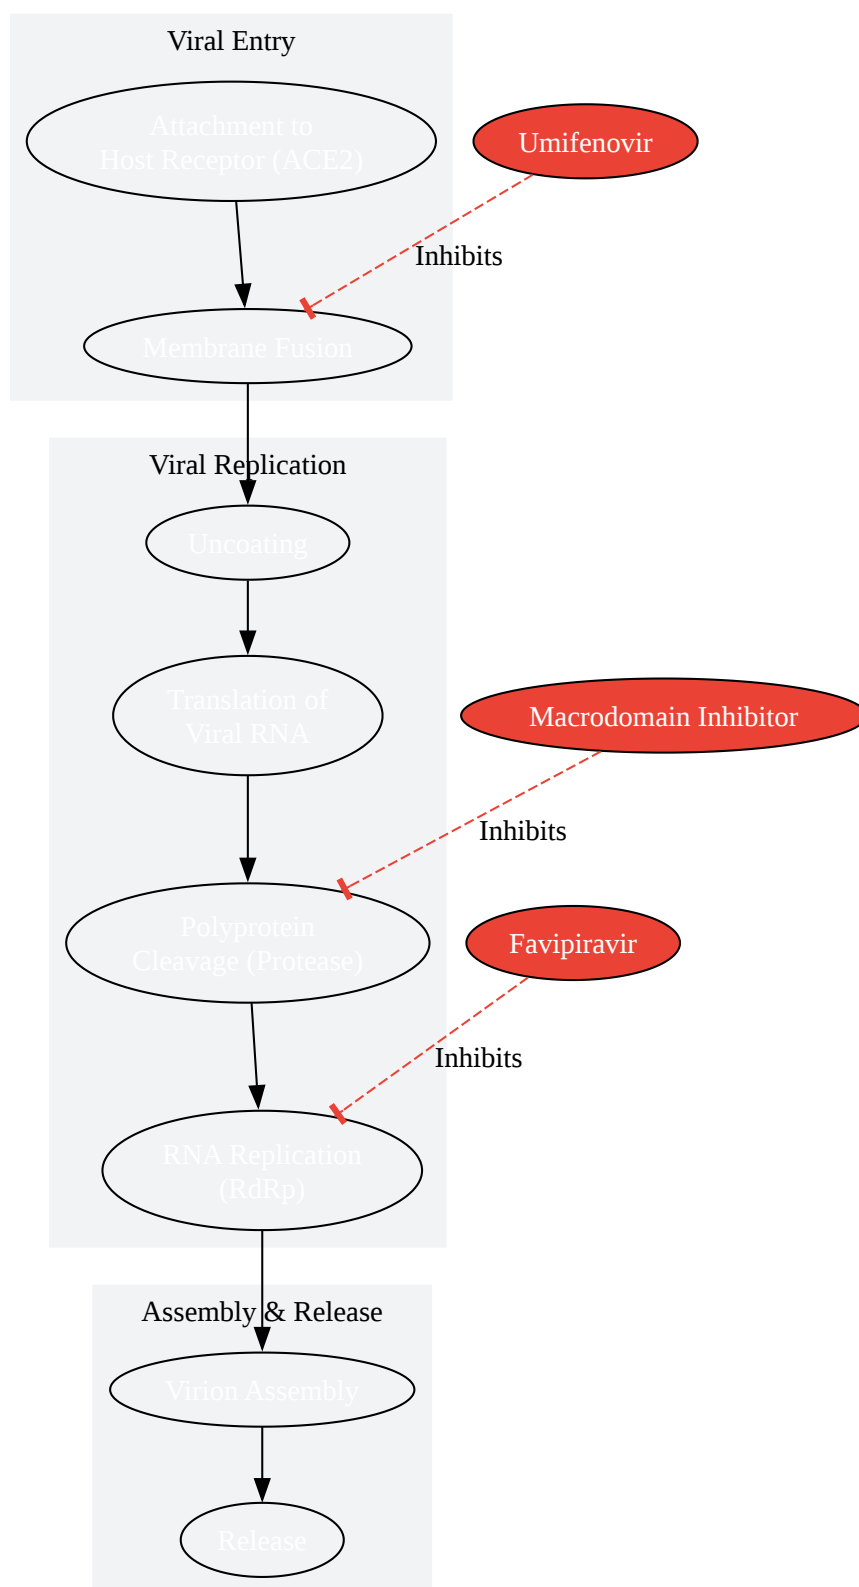 Viral Entry
Attachment to
Host Receptor (ACE2)
Umifenovir
Inhibits
Membrane Fusion
Viral Replication
Uncoating
Translation of
Viral RNA
Macrodomain Inhibitor
Inhibits
Polyprotein
Cleavage (Protease)
Favipiravir
Inhibits
RNA Replication
(RdRp)
Assembly & Release
Virion Assembly
Release